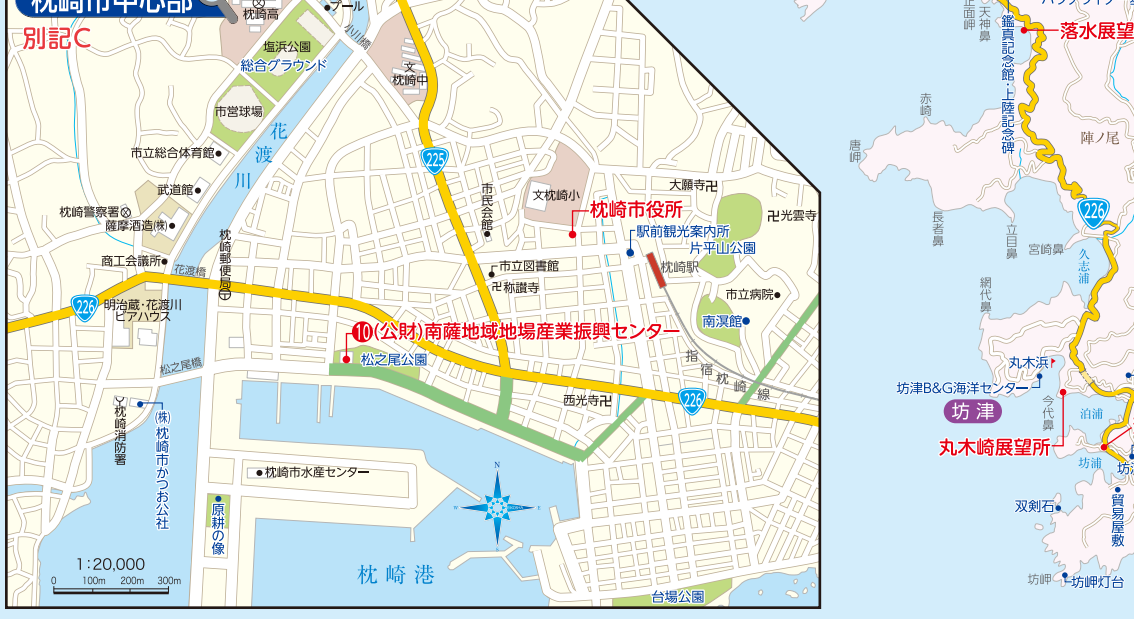 枕崎市中心部
別記C
枕崎高
プール
小川橋
塩浜公園
総合グラウンド
文
枕崎中
市営球場
花渡川
市立総合体育館
武道館
枕崎警察署
薩摩酒造㈱
商工会議所
花渡橋
枕崎郵便局
225
市民会館
文枕崎小
大願寺
光雲寺
枕崎市役所
駅前観光案内所
片平山公園
枕崎駅
市立図書館
称讃寺
市立病院
南溟館
226
明治蔵・花渡川
ビアハウス
⑩(公財)南薩地域地場産業振興センター
松之尾公園
松之尾橋
指宿枕崎線
西光寺
226
枕崎消防署
㈱枕崎市かつお公社
枕崎市水産センター
原耕の像
N
W
E
S
枕崎港
台場公園
1:20,000
0 100m 200m 300m
正面岬
天神鼻
鑑真記念館・上陸記念碑
落水展望
赤崎
唐岬
陣ノ尾
長者鼻
立目鼻
226
宮崎鼻
久志浦
網代鼻
丸木浜
坊津B&G海洋センター
坊津
今代鼻
泊浦
丸木崎展望所
坊浦
坊
双剣石
貿易屋敷
坊岬
坊岬灯台